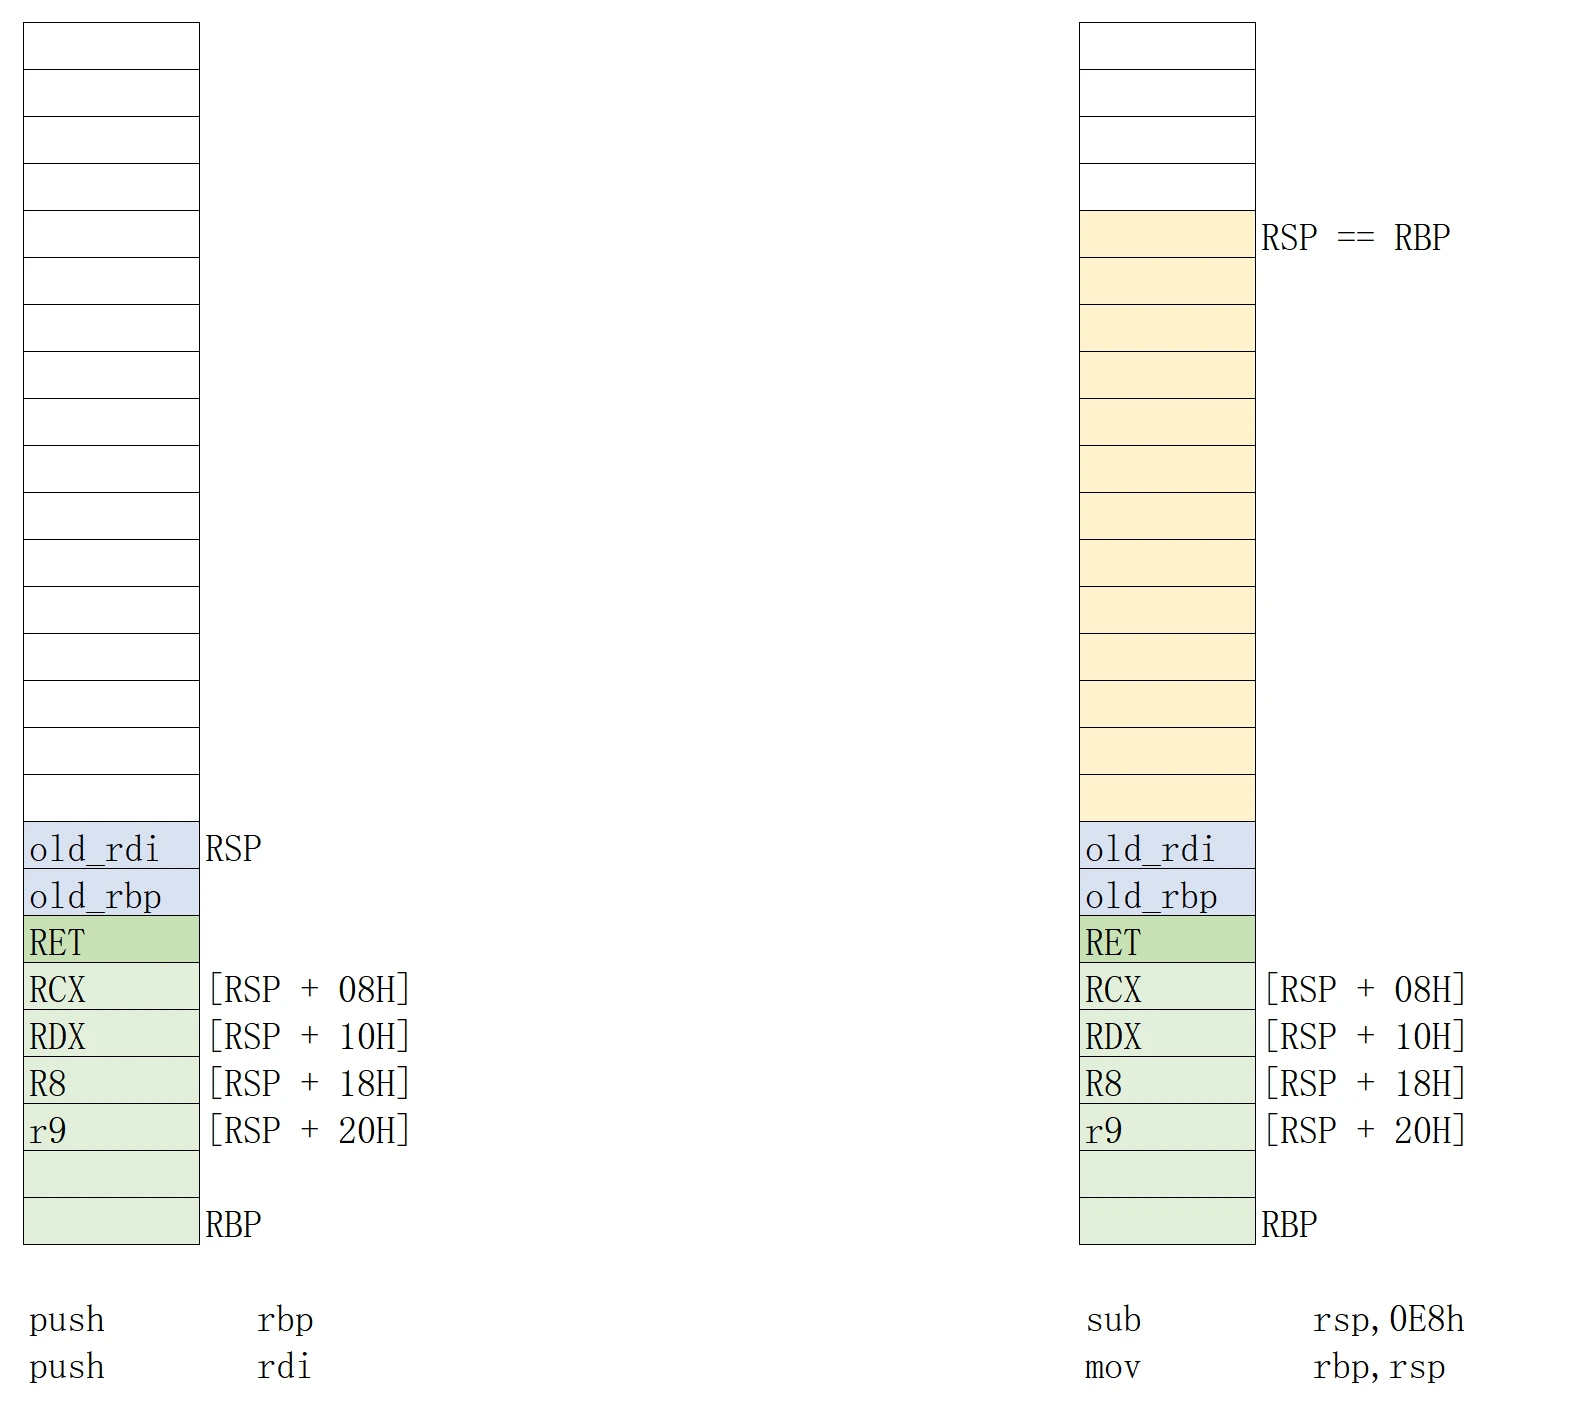 RSP == RBP
old_rdi RSP old_rdi
old_rbp old_rbp
RET RET
RCX [RSP + 08H] RCX [RSP + 08H]
RDX [RSP + 10H] RDX [RSP + 10H]
R8 [RSP + 18H] R8 [RSP + 18H]
r9 [RSP + 20H] r9 [RSP + 20H]
RBP RBP
push rbp sub rsp,0E8h
push rdi mov rbp,rsp